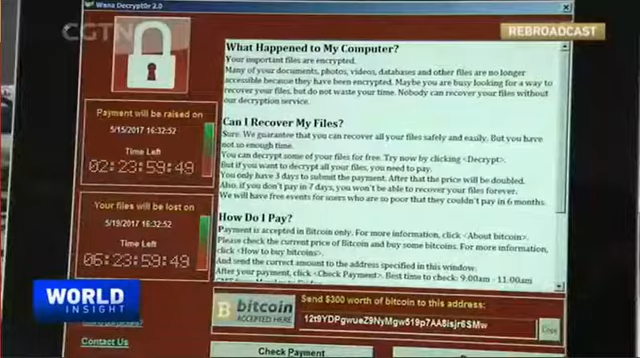 Wana Decrypt0r 2.0
CGTN
REBROADCAST
What Happened to My Computer?
Your important files are encrypted.
Many of your documents, photos, videos, databases and other files are no longer
accessible because they have been encrypted. Maybe you are busy looking for a way to
recover your files, but do not waste your time. Nobody can recover your files without
our decryption service.
Payment will be raised on
5/15/2017 16:32:52
Time Left
02:23:59:49
Can I Recover My Files?
Sure. We guarantee that you can recover all your files safely and easily. But you have
not so enough time.
You can decrypt some of your files for free. Try now by clicking <Decrypt>.
But if you want to decrypt all your files, you need to pay.
You only have 3 days to submit the payment. After that the price will be doubled.
Also, if you don't pay in 7 days, you won't be able to recover your files forever.
We will have free events for users who are so poor that they couldn't pay in 6 months.
Your files will be lost on
5/19/2017 16:32:52
Time Left
06:23:59:49
How Do I Pay?
Payment is accepted in Bitcoin only. For more information, click <About bitcoin>.
Please check the current price of Bitcoin and buy some bitcoins. For more information,
click <How to buy bitcoins>.
And send the correct amount to the address specified in this window.
After your payment, click <Check Payment>. Best time to check: 9:00am - 11:00am
WORLD
INSIGHT
Contact Us
bitcoin
ACCEPTED HERE
Send $300 worth of bitcoin to this address:
12t9YDPgwueZ9NyMgw519p7AA8isjr6SMw
Copy
Check Payment